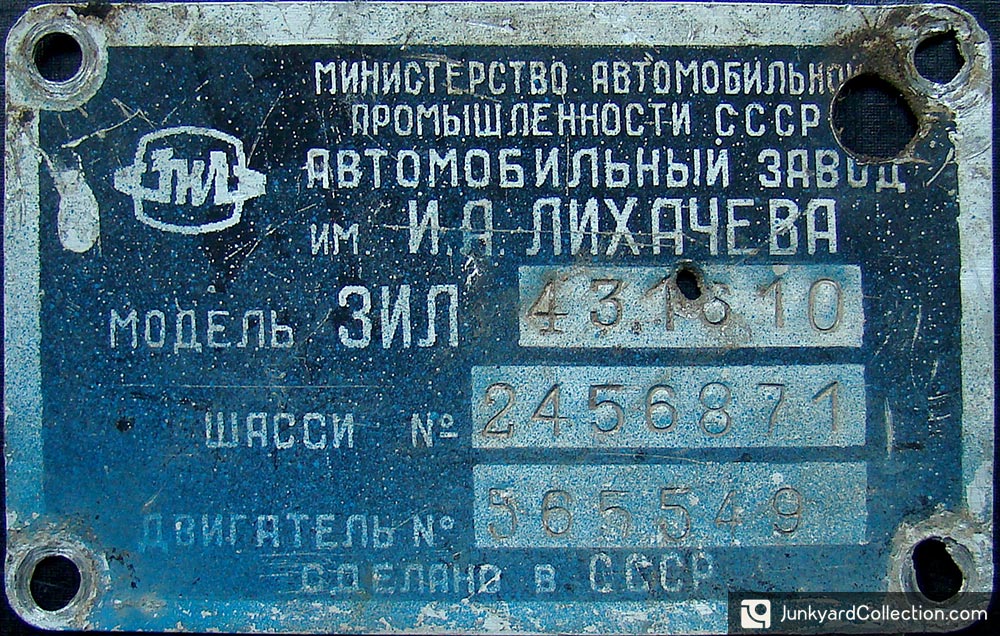 МИНИСТЕРСТВО АВТОМОБИЛЬНОЙ
ПРОМЫШЛЕННОСТИ СССР
ЗИЛ
АВТОМОБИЛЬНЫЙ ЗАВОД
ИМ. И.А. ЛИХАЧЕВА
МОДЕЛЬ ЗИЛ 431610
ШАССИ № 2456871
ДВИГАТЕЛЬ № 565549
СДЕЛАНО В СССР
JunkyardCollection.com